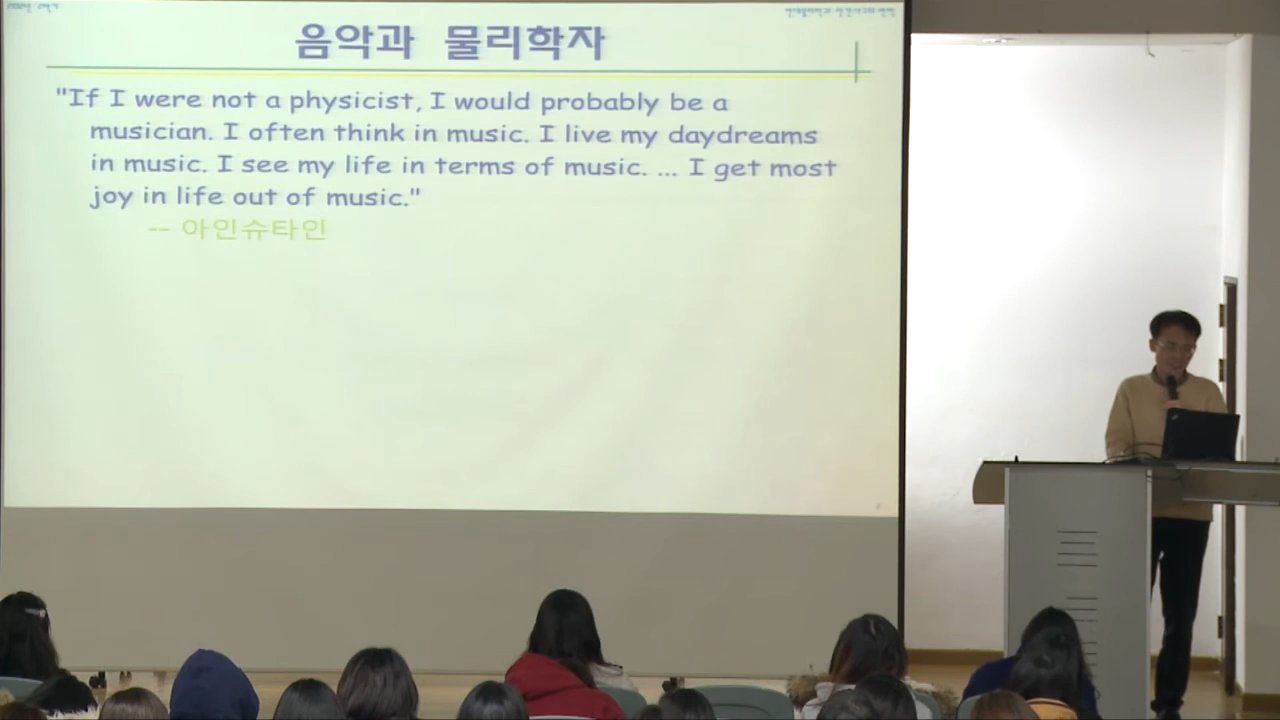 음악과 물리학자
"If I were not a physicist, I would probably be a
musician. I often think in music. I live my daydreams
in music. I see my life in terms of music. ... I get most
joy in life out of music."
-- 아인슈타인